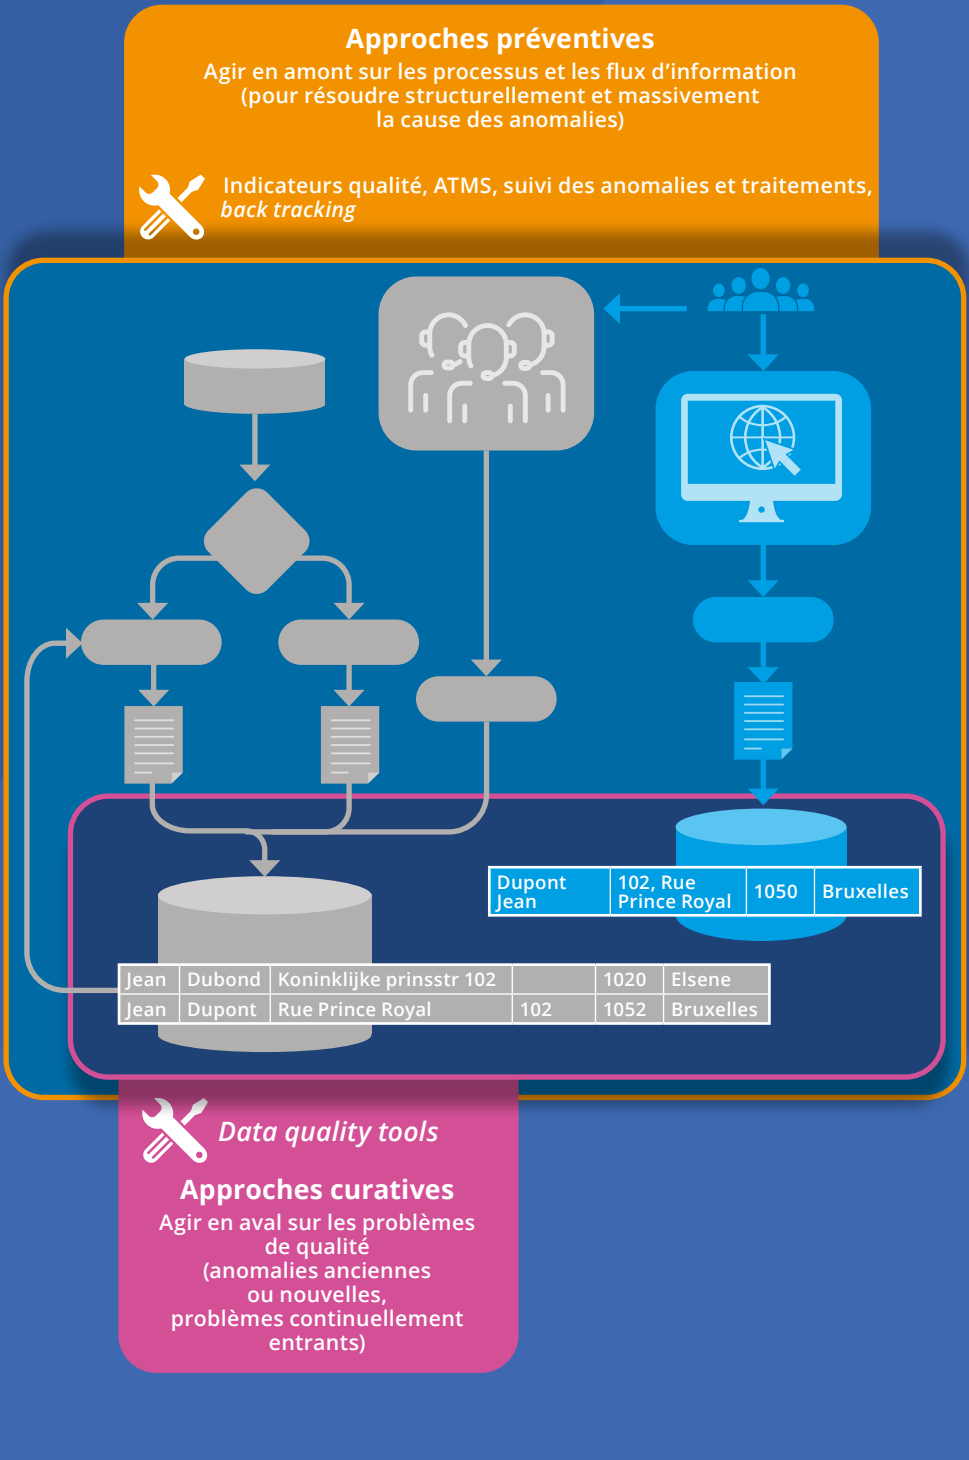 Approches préventives
Agir en amont sur les processus et les flux d’information
(pour résoudre structurellement et massivement
la cause des anomalies)
Indicateurs qualité, ATMS, suivi des anomalies et traitements,
back tracking
Dupont
Jean
102, Rue
Prince Royal
1050
Bruxelles
Jean Dubond Koninklijke prinsstr 102 1020 Elsene
Jean Dupont Rue Prince Royal 102 1052 Bruxelles
Data quality tools
Approches curatives
Agir en aval sur les problèmes
de qualité
(anomalies anciennes
ou nouvelles,
problèmes continuellement
entrants)